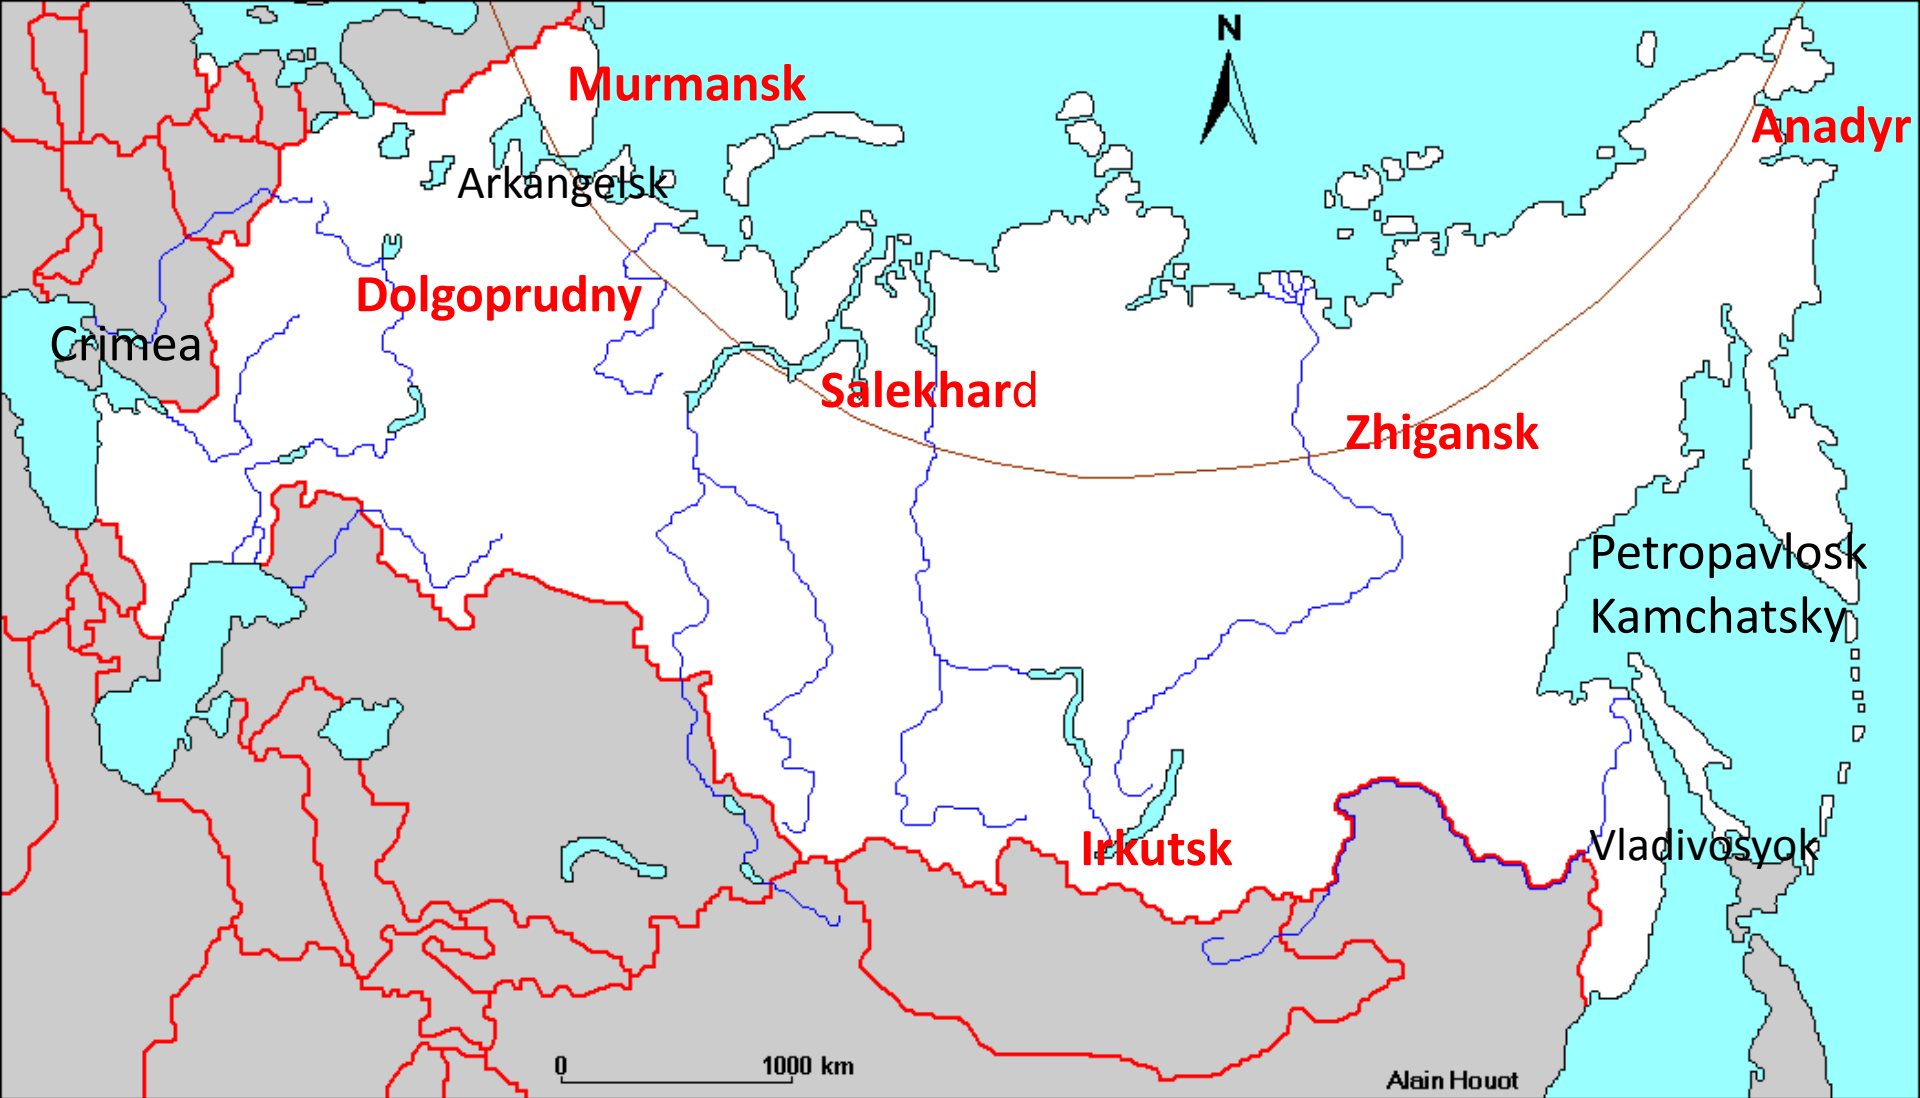 N
Murmansk
Anadyr
Arkangelsk
Dolgoprudny
Crimea
Salekhard
Zhigansk
Petropavlosk
Kamchatsky
Irkutsk
Vladivosyok
0 1000 km
Alain Houot